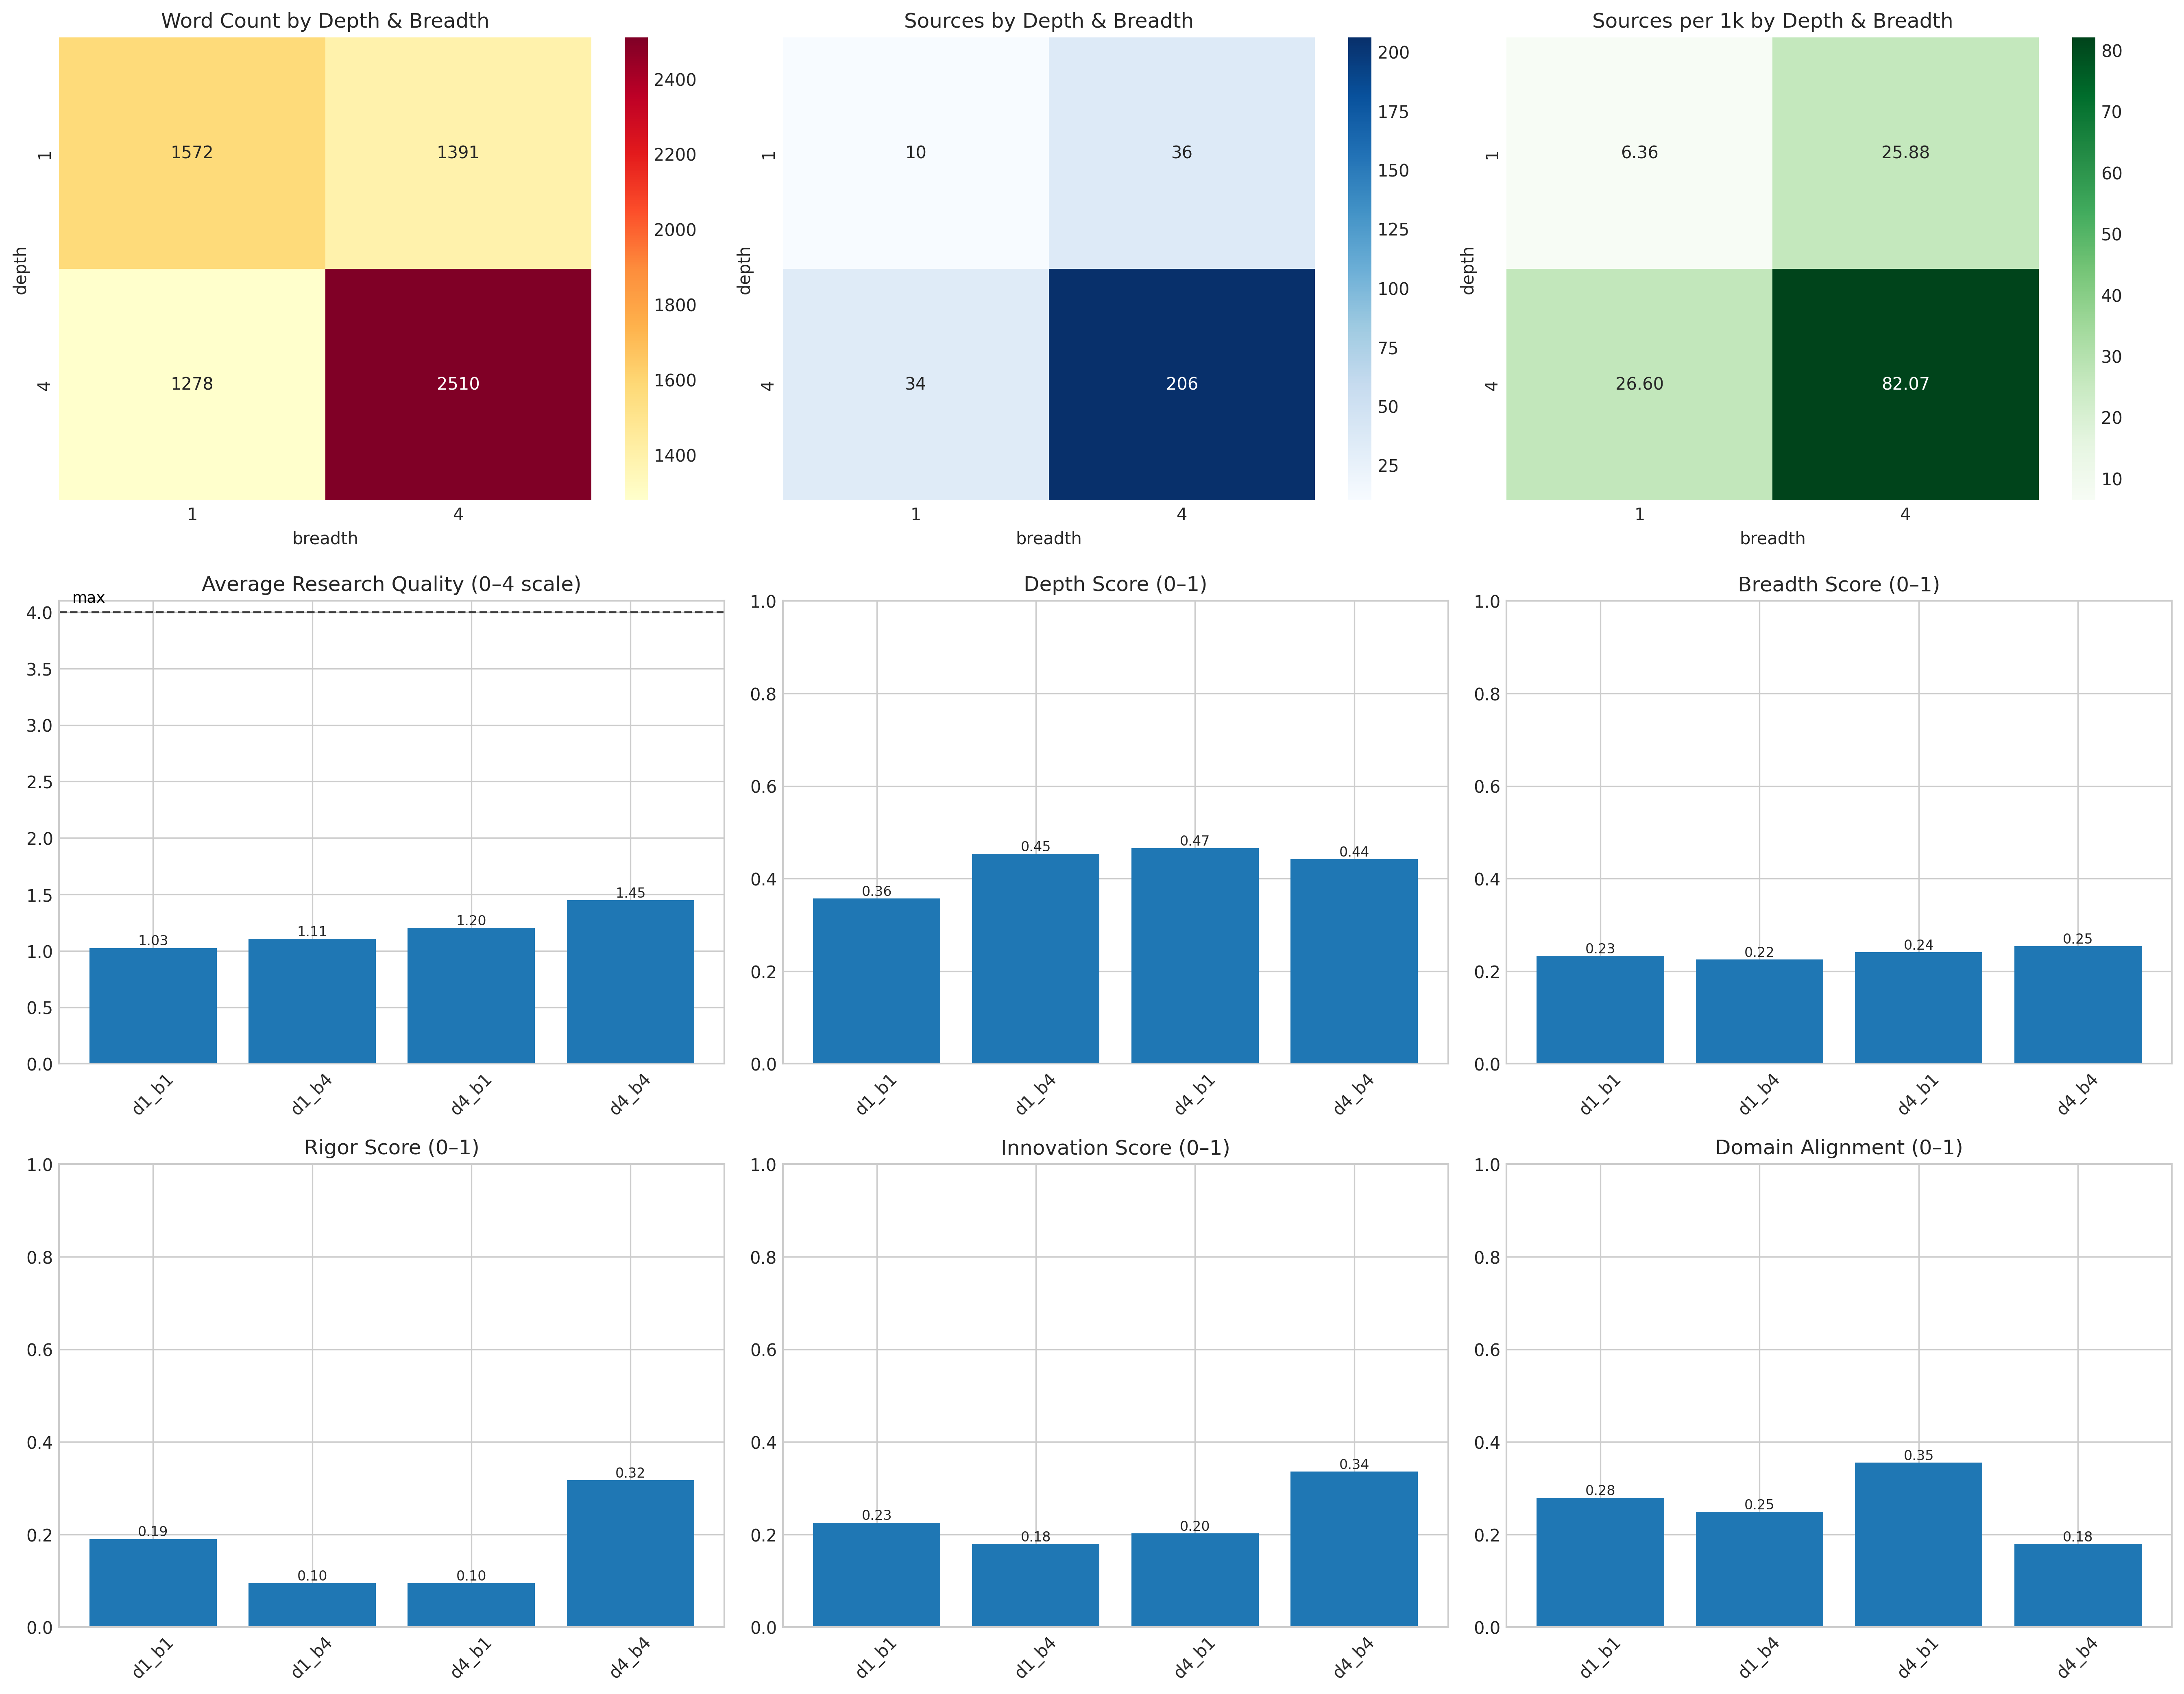 Word Count by Depth & Breadth
1572 1391
1278 2510
1
4
depth
1 4
breadth
2400
2200
2000
1800
1600
1400
Sources by Depth & Breadth
10 36
34 206
1
4
depth
1 4
breadth
200
175
150
125
100
75
50
25
Sources per 1k by Depth & Breadth
6.36 25.88
26.60 82.07
1
4
depth
1 4
breadth
80
70
60
50
40
30
20
10
Average Research Quality (0–4 scale)
max
4.0
3.5
3.0
2.5
2.0
1.5
1.0
0.5
0.0
1.03 1.11 1.20 1.45
d1_b1 d1_b4 d4_b1 d4_b4
Depth Score (0–1)
1.0
0.8
0.6
0.4
0.2
0.0
0.36 0.45 0.47 0.44
d1_b1 d1_b4 d4_b1 d4_b4
Breadth Score (0–1)
1.0
0.8
0.6
0.4
0.2
0.0
0.23 0.22 0.24 0.25
d1_b1 d1_b4 d4_b1 d4_b4
Rigor Score (0–1)
1.0
0.8
0.6
0.4
0.2
0.0
0.19 0.10 0.10 0.32
d1_b1 d1_b4 d4_b1 d4_b4
Innovation Score (0–1)
1.0
0.8
0.6
0.4
0.2
0.0
0.23 0.18 0.20 0.34
d1_b1 d1_b4 d4_b1 d4_b4
Domain Alignment (0–1)
1.0
0.8
0.6
0.4
0.2
0.0
0.28 0.25 0.35 0.18
d1_b1 d1_b4 d4_b1 d4_b4